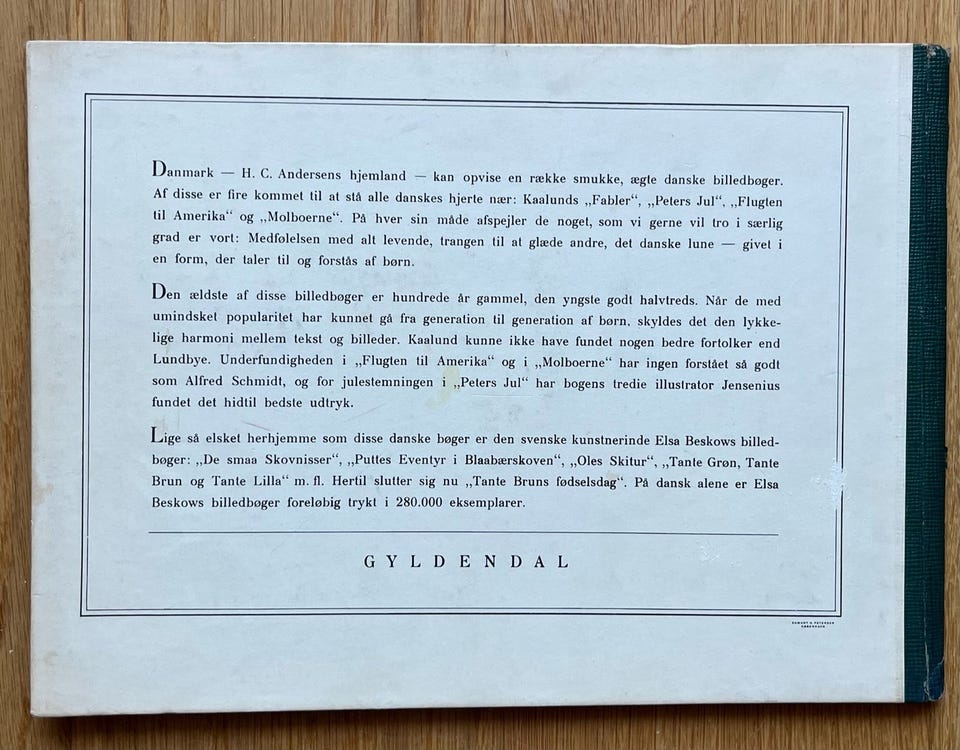 Danmark — H. C. Andersens hjemland — kan opvise en række smukke, ægte danske billedbøger.
Af disse er fire kommet til at stå alle danskes hjerte nær: Kaalunds „Fabler“, „Peters Jul“, „Flugten
til Amerika“ og „Molboerne“. På hver sin måde afspejler de noget, som vi gerne vil tro i særlig
grad er vort: Medfølelsen med alt levende, trangen til at glæde andre, det danske lune — givet i
en form, der taler til og forstås af børn.
Den ældste af disse billedbøger er hundrede år gammel, den yngste godt halvtreds. Når de med
umindsket popularitet har kunnet gå fra generation til generation af børn, skyldes det den lykke-
lige harmoni mellem tekst og billeder. Kaalund kunne ikke have fundet nogen bedre fortolker end
Lundbye. Underfundigheden i „Flugten til Amerika“ og i „Molboerne“ har ingen forstået så godt
som Alfred Schmidt, og for julestemningen i „Peters Jul“ har bogens tredie illustrator Jensenius
fundet det hidtil bedste udtryk.
Lige så elsket herhjemme som disse danske bøger er den svenske kunstnerinde Elsa Beskows billed-
bøger: „De smaa Skovnisser“, „Puttes Eventyr i Blaabærskoven“, „Oles Skitur“, „Tante Grøn, Tante
Brun og Tante Lilla“ m. fl. Hertil slutter sig nu „Tante Bruns fødselsdag“. På dansk alene er Elsa
Beskows billedbøger foreløbig trykt i 280.000 eksemplarer.
GYLDENDAL
PETERSEN
KØBENHAVN